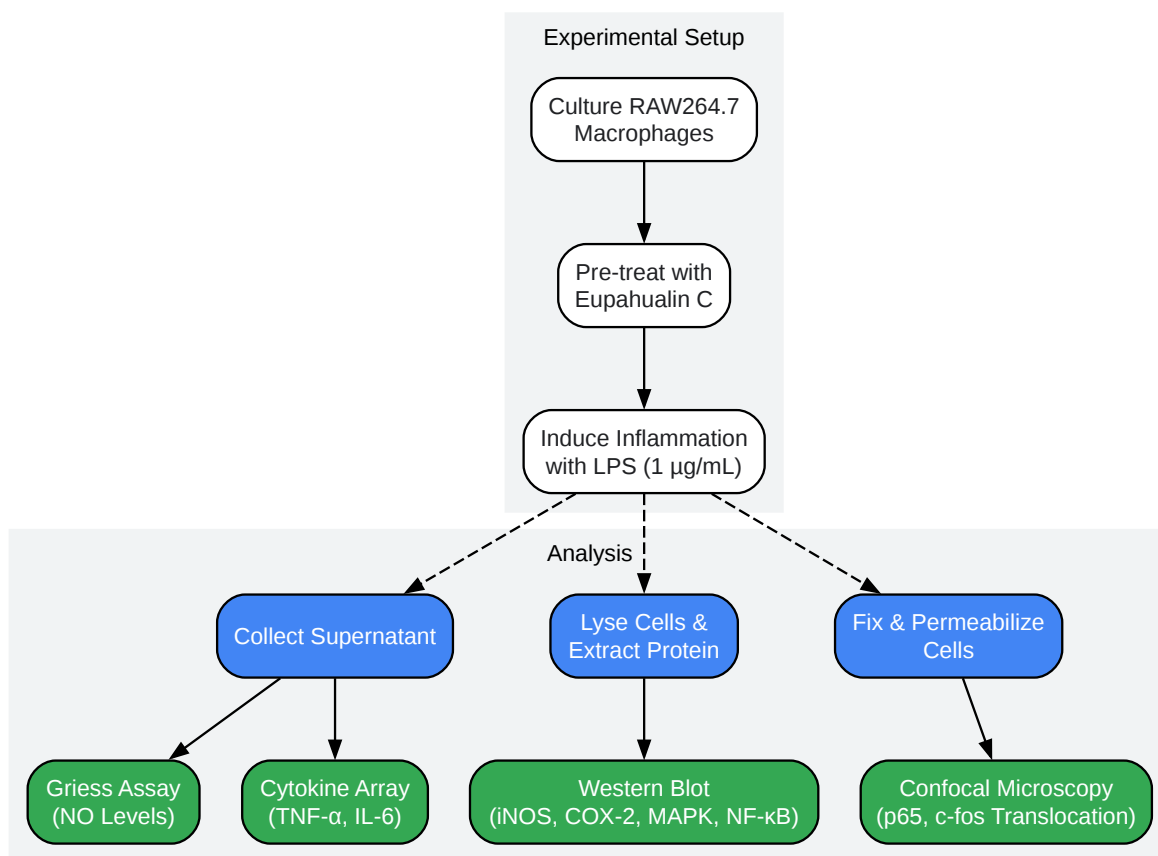 Experimental Setup
Culture RAW264.7
Macrophages
Pre-treat with
Eupahualin C
Induce Inflammation
with LPS (1 µg/mL)
Analysis
Collect Supernatant
Lyse Cells &
Extract Protein
Fix & Permeabilize
Cells
Griess Assay
(NO Levels)
Cytokine Array
(TNF-α, IL-6)
Western Blot
(iNOS, COX-2, MAPK, NF-κB)
Confocal Microscopy
(p65, c-fos Translocation)